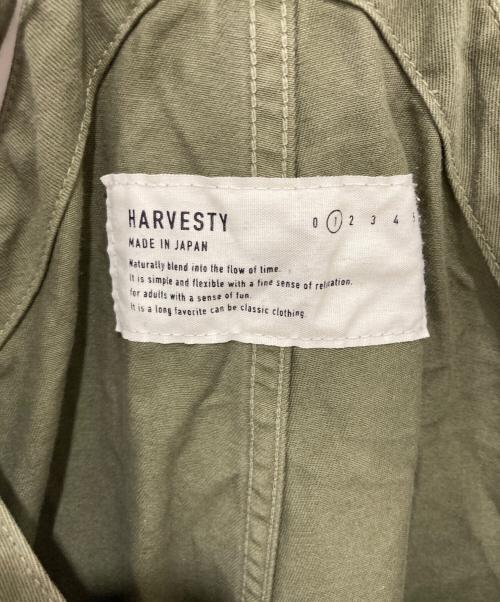 HARVESTY 0 1 2 3 4 5
MADE IN JAPAN
Naturally blend into the flow of time.
it is simple and flexible with a fine sense of relaxation.
for adults with a sense of fun.
it is a long favorite can be classic clothing.